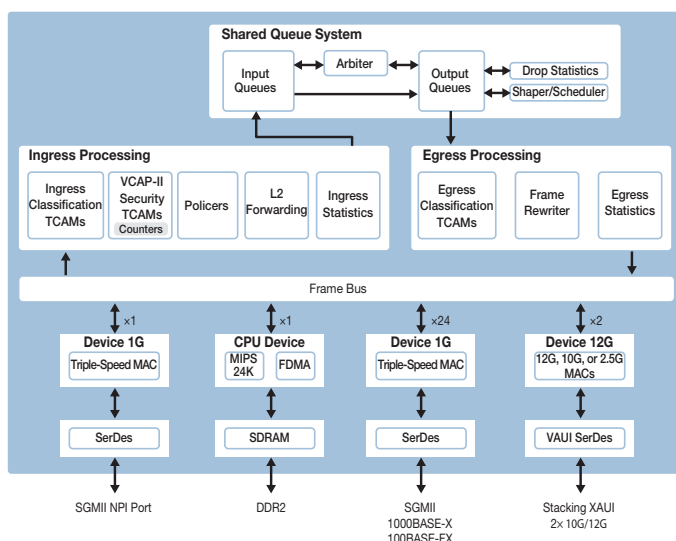 Shared Queue System
Input
Queues
Arbiter
Output
Queues
Drop Statistics
Shaper/Scheduler
Ingress Processing
Ingress
Classification
TCAMs
VCAP-II
Security
TCAMs
Counters
Policers
L2
Forwarding
Ingress
Statistics
Egress Processing
Egress
Classification
TCAMs
Frame
Rewriter
Egress
Statistics
Frame Bus
×1
×1
×24
×2
Device 1G
Triple-Speed MAC
CPU Device
MIPS
24K
FDMA
Device 1G
Triple-Speed MAC
Device 12G
12G, 10G, or 2.5G
MACs
SerDes
SDRAM
SerDes
VAUI SerDes
SGMII NPI Port
DDR2
SGMII
1000BASE-X
100BASE-FX
Stacking XAUI
2× 10G/12G